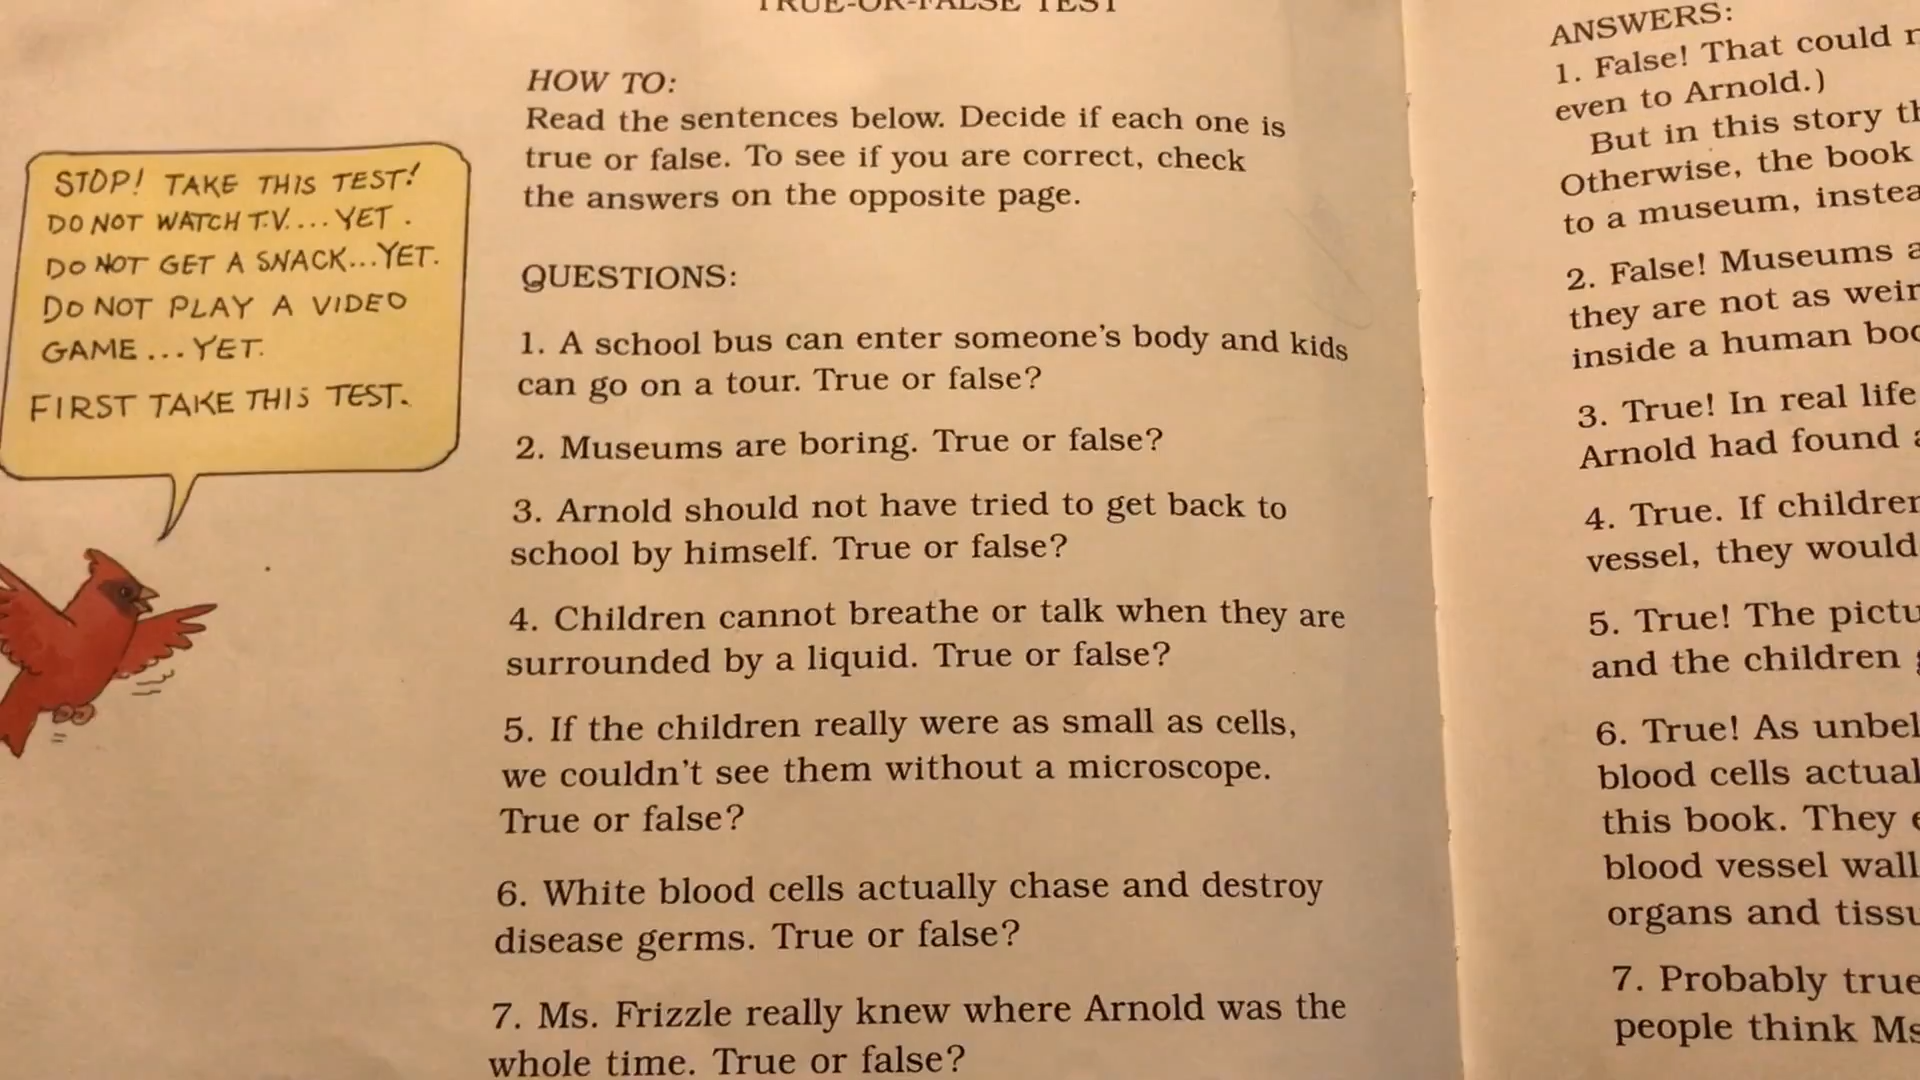 TRUE-OR-FALSE TEST
STOP! TAKE THIS TEST!
DO NOT WATCH T.V....YET.
DO NOT GET A SNACK...YET.
DO NOT PLAY A VIDEO
GAME...YET.
FIRST TAKE THIS TEST.
HOW TO:
Read the sentences below. Decide if each one is
true or false. To see if you are correct, check
the answers on the opposite page.
QUESTIONS:
1. A school bus can enter someone's body and kids
can go on a tour. True or false?
2. Museums are boring. True or false?
3. Arnold should not have tried to get back to
school by himself. True or false?
4. Children cannot breathe or talk when they are
surrounded by a liquid. True or false?
5. If the children really were as small as cells,
we couldn't see them without a microscope.
True or false?
6. White blood cells actually chase and destroy
disease germs. True or false?
7. Ms. Frizzle really knew where Arnold was the
whole time. True or false?
ANSWERS:
1. False! That could
even to Arnold.)
But in this story
Otherwise, the book
to a museum,
2. False! Museums
they are not as
inside a human
3. True! In real life
Arnold had found
4. True. If
vessel, they would
5. True! The
and the children
6. True! As
blood cells
this book. They
blood vessel
organs and
7. Probably true
people think